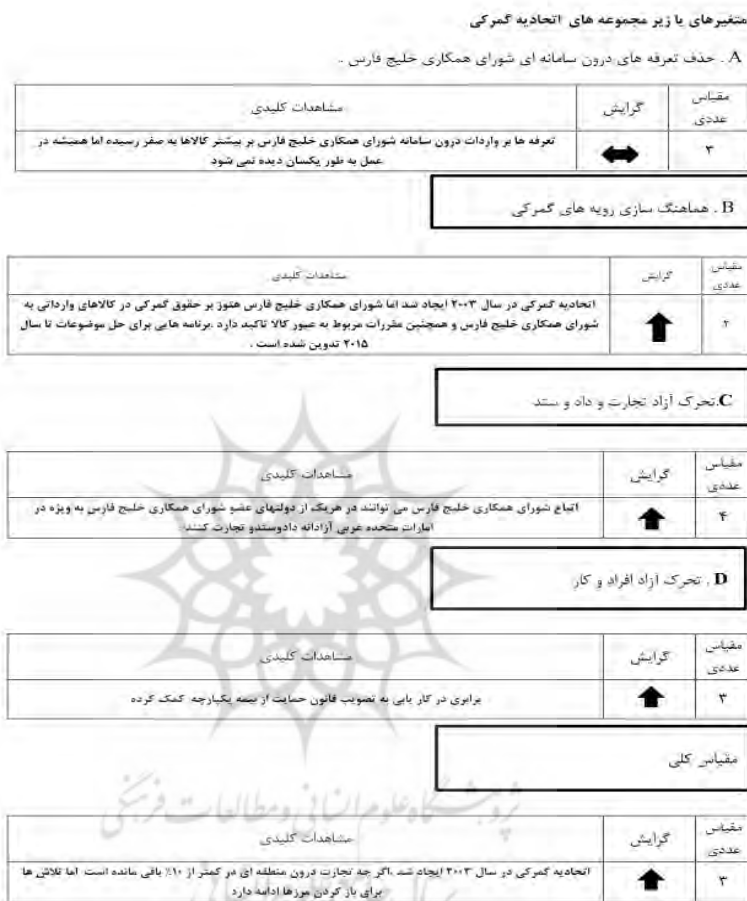 متغیرهای یا زیر مجموعه های اتحادیه گمرکی
A . حذف تعرفه های درون سامانه ای شورای همکاری خلیج فارس .
مقیاس عددی گرایش مشاهدات کلیدی
۳ تعرفه ها بر واردات درون سامانه شورای همکاری خلیج فارس بر بیشتر کالاها به صفر رسیده اما همیشه در
عمل به طور یکسان دیده نمی شود
B . هماهنگ سازی رویه های گمرکی
مقیاس عددی گرایش مشاهدات کلیدی
اتحادیه گمرکی در سال ۲۰۰۳ ایجاد شد اما شورای همکاری خلیج فارس هنوز بر حقوق گمرکی در کالاهای وارداتی به
شورای همکاری خلیج فارس و همچنین مقررات مربوط به عبور کالا تاکید دارد .برنامه هایی برای حل موضوعات تا سال
۲۰۱۵ تدوین شده است .
C.تحرک آزاد تجارت و داد و ستد
مقیاس عددی گرایش مشاهدات کلیدی
۴ اتباع شورای همکاری خلیج فارس می توانند در هریک از دولتهای عضو شورای همکاری خلیج فارس به ویژه در
امارات متحده عربی آزادانه دادوستدو تجارت کنند
D . تحرک آزاد افراد و کار
مقیاس عددی گرایش مشاهدات کلیدی
۳ برابری در کار یابی به تصویب قانون حمایت از بیمه یکپارچه کمک کرده
مقیاس کلی
مقیاس عددی گرایش مشاهدات کلیدی
۳ اتحادیه گمرکی در سال ۲۰۰۳ ایجاد شد .اگر چه تجارت درون منطقه ای در کمتر از ۱۰٪ باقی مانده است اما تلاش ها
برای باز کردن مرزها ادامه دارد
پژوهشگاه علوم انسانی و مطالعات فرهنگی